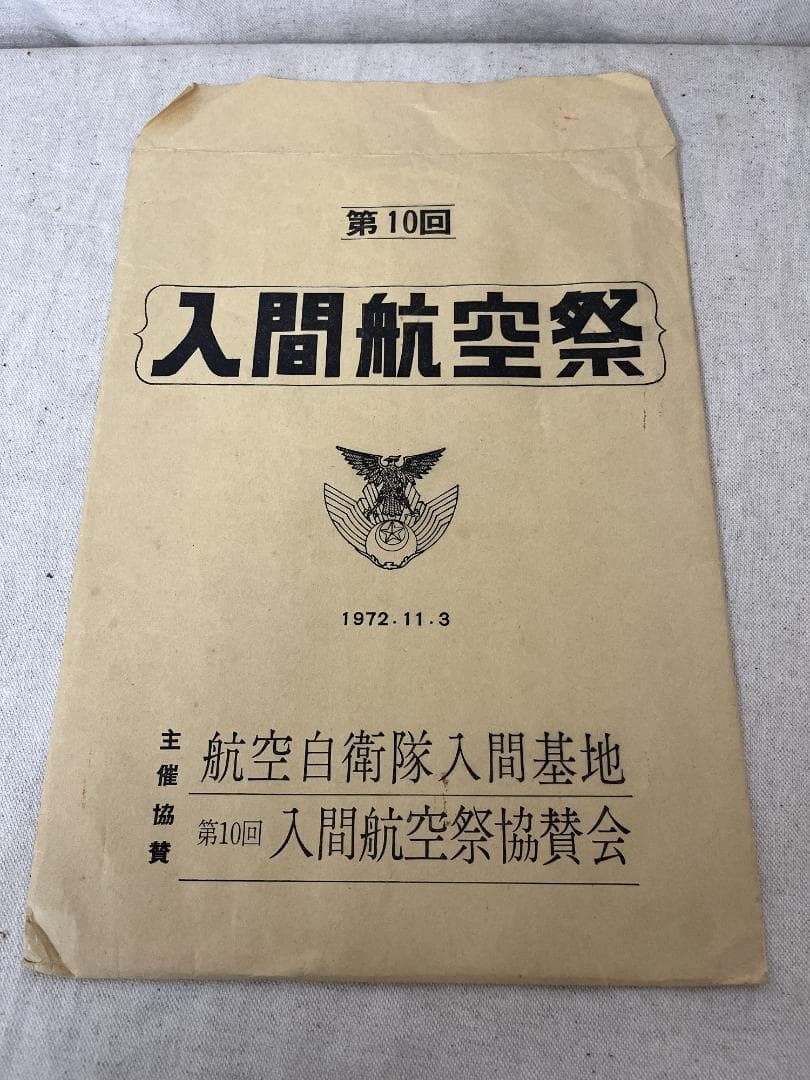 第10回
入間航空祭
1972.11.3
主催 航空自衛隊入間基地
協賛 第10回 入間航空祭協賛会